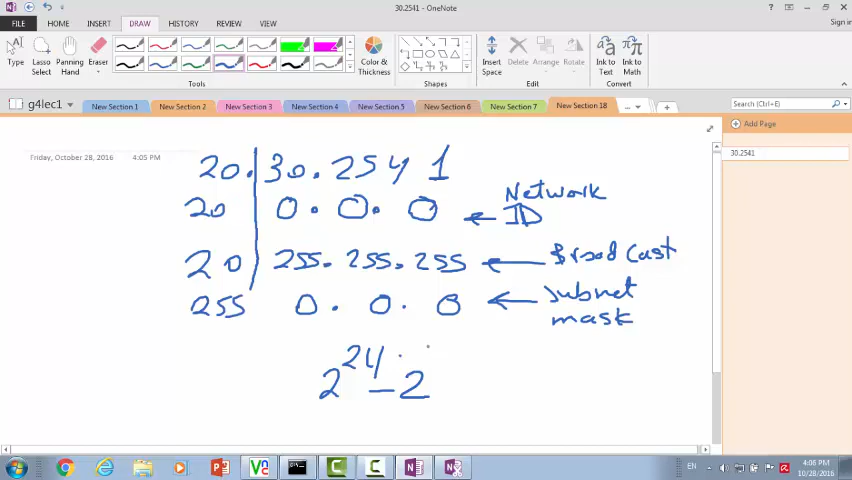 30.2541 - OneNote
FILE HOME INSERT DRAW HISTORY REVIEW VIEW
Sign in
Type Lasso Select Panning Hand Eraser Color & Thickness Insert Space Delete Arrange Rotate Ink to Text Ink to Math
Tools Shapes Edit Convert
g4lec1 New Section 1 New Section 2 New Section 3 New Section 4 New Section 5 New Section 6 New Section 7 New Section 18 Search (Ctrl+E)
Add Page
Friday, October 28, 2016 4:05 PM
30.2541
20. 30. 254 1
20 0. 0. 0 ← Network ID
20 255. 255. 255 ← Broad Cast
255 0. 0. 0 ← subnet mask
2^24 - 2
EN 4:06 PM
10/28/2016